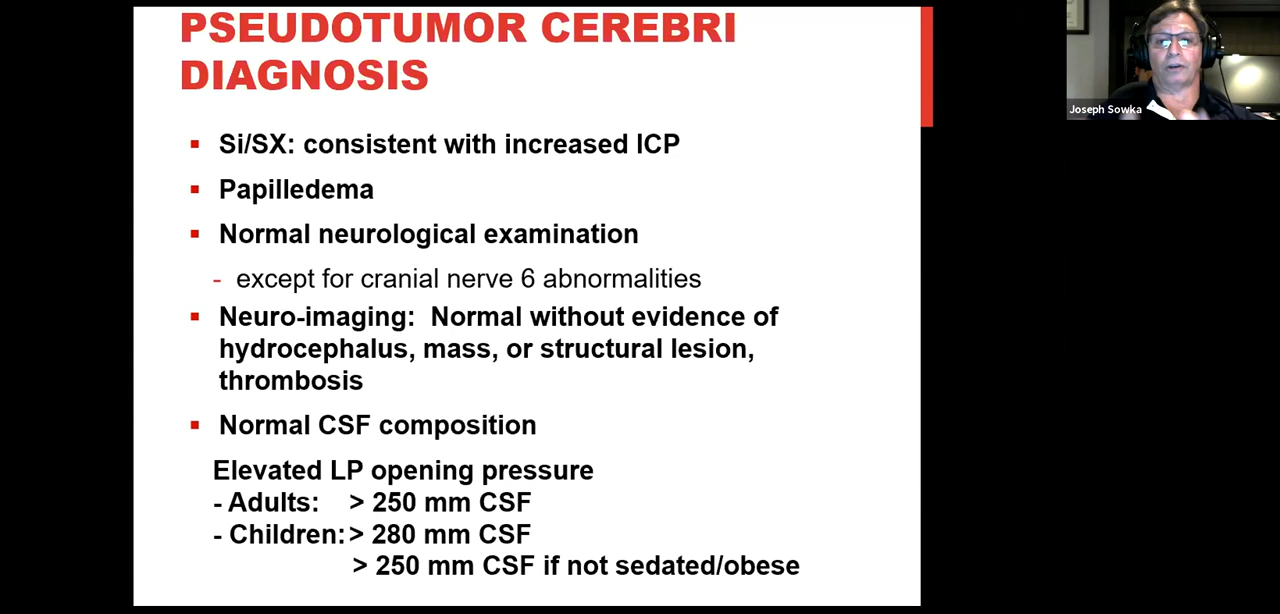 PSEUDOTUMOR CEREBRI
DIAGNOSIS
▪ Si/SX: consistent with increased ICP
▪ Papilledema
▪ Normal neurological examination
- except for cranial nerve 6 abnormalities
▪ Neuro-imaging: Normal without evidence of
hydrocephalus, mass, or structural lesion,
thrombosis
▪ Normal CSF composition
Elevated LP opening pressure
- Adults: > 250 mm CSF
- Children: > 280 mm CSF
> 250 mm CSF if not sedated/obese
Joseph Sowka